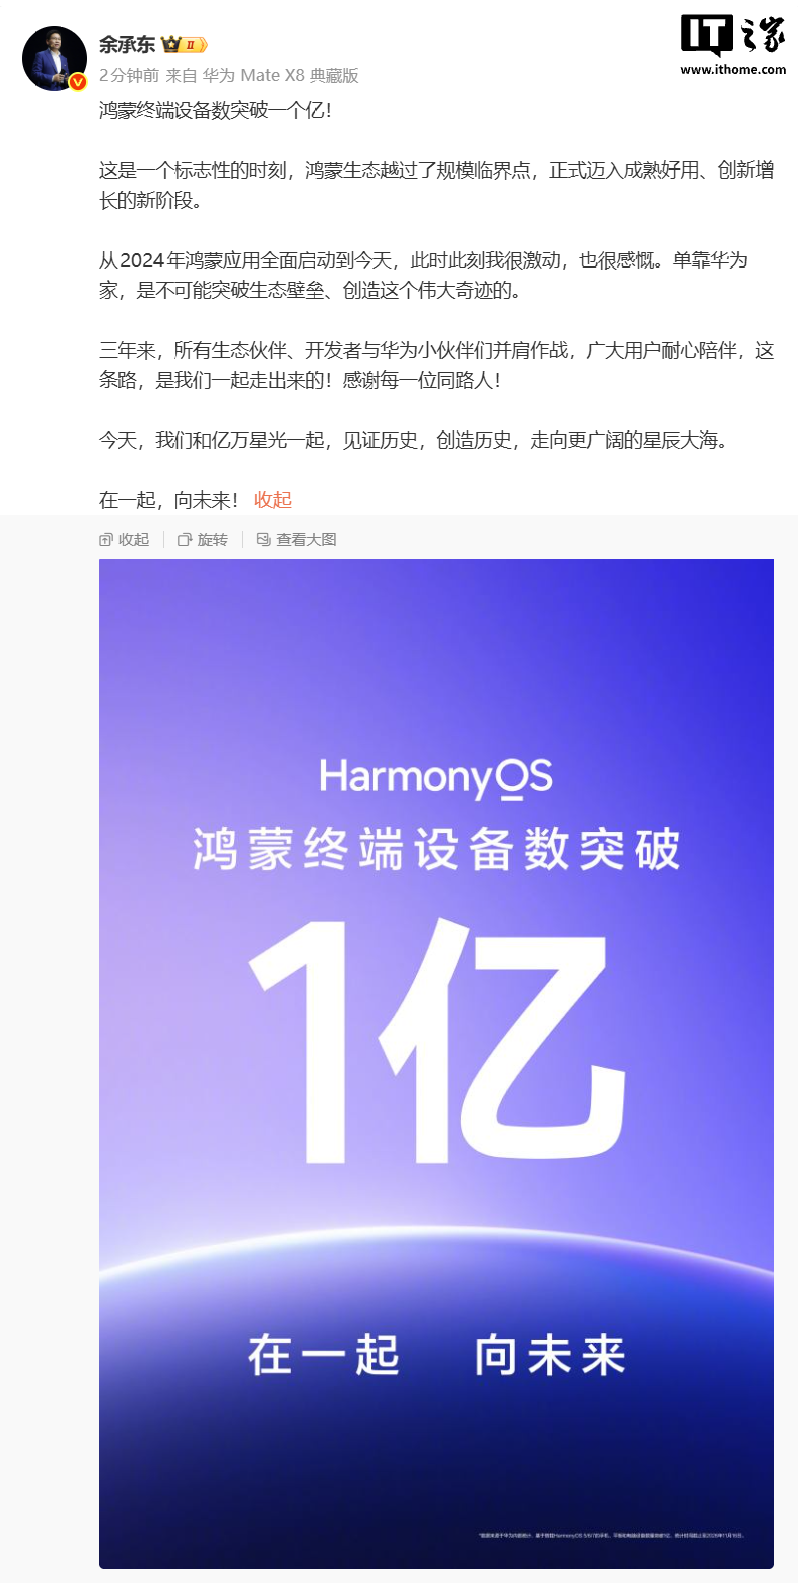 余承东
II
IT之家
www.ithome.com
2分钟前 来自 华为 Mate X8 典藏版
鸿蒙终端设备数突破一个亿！
这是一个标志性的时刻，鸿蒙生态越过了规模临界点，正式迈入成熟好用、创新增
长的新阶段。
从2024年鸿蒙应用全面启动到今天，此时此刻我很激动，也很感慨。单靠华为
家，是不可能突破生态壁垒、创造这个伟大奇迹的。
三年来，所有生态伙伴、开发者与华为小伙伴们并肩作战，广大用户耐心陪伴，这
条路，是我们一起走出来的！感谢每一位同路人！
今天，我们和亿万星光一起，见证历史，创造历史，走向更广阔的星辰大海。
在一起，向未来！ 收起
收起 旋转 查看大图
HarmonyOS
鸿蒙终端设备数突破
1亿
在一起 向未来